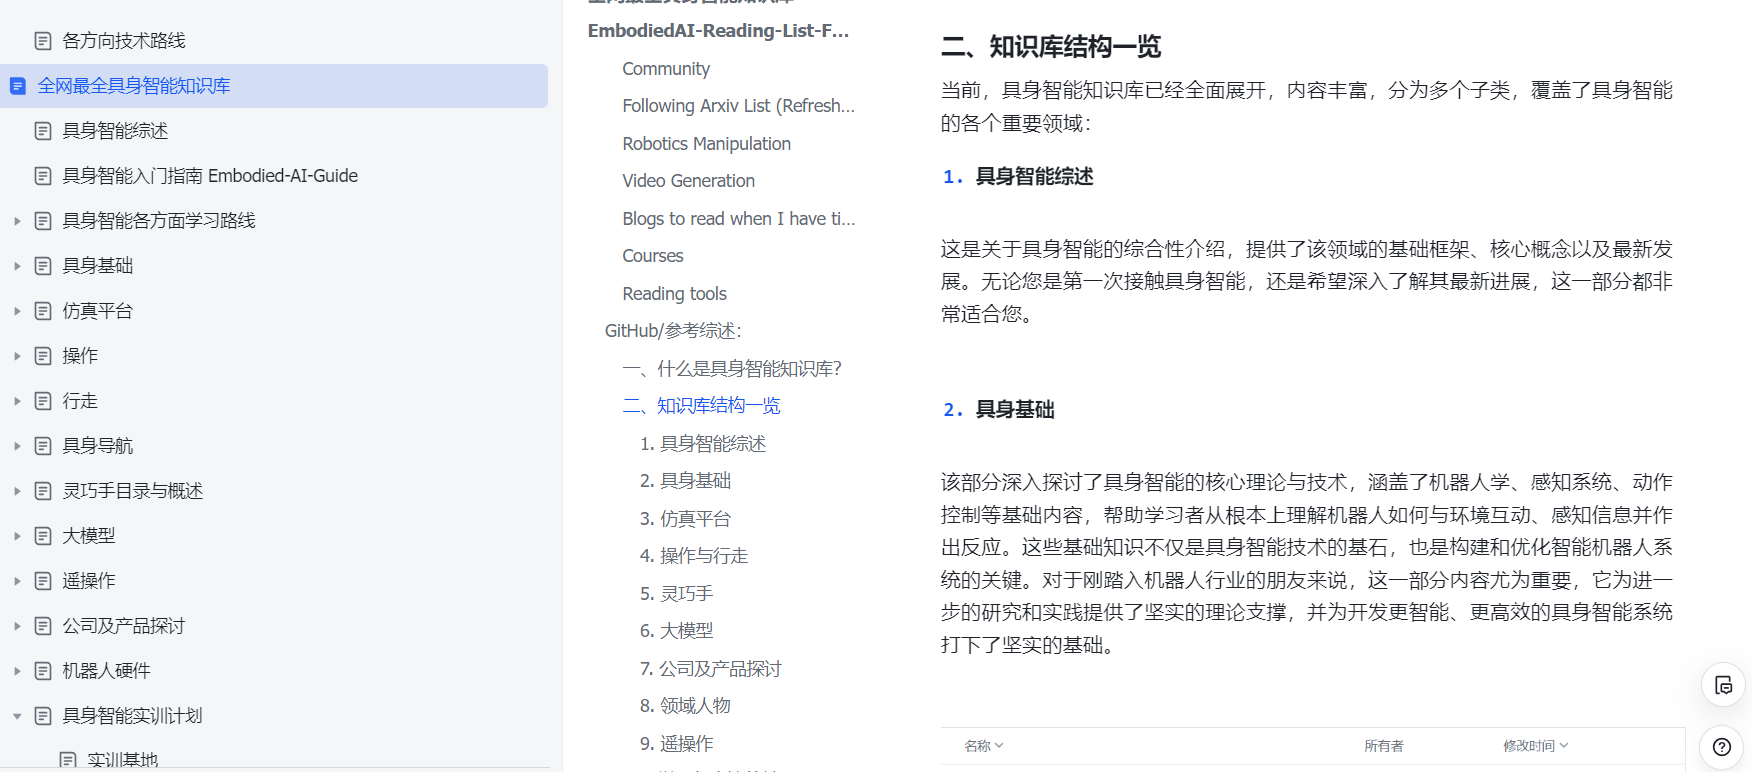 各方向技术路线
全网最全具身智能知识库
具身智能综述
具身智能入门指南 Embodied-AI-Guide
具身智能各方面学习路线
具身基础
仿真平台
操作
行走
具身导航
灵巧手目录与概述
大模型
遥操作
公司及产品探讨
机器人硬件
具身智能实训计划
实训基地
EmbodiedAI-Reading-List-F...
Community
Following Arxiv List (Refresh...
Robotics Manipulation
Video Generation
Blogs to read when I have ti...
Courses
Reading tools
GitHub/参考综述：
一、什么是具身智能知识库？
二、知识库结构一览
1. 具身智能综述
2. 具身基础
3. 仿真平台
4. 操作与行走
5. 灵巧手
6. 大模型
7. 公司及产品探讨
8. 领域人物
9. 遥操作
二、知识库结构一览
当前，具身智能知识库已经全面展开，内容丰富，分为多个子类，覆盖了具身智能
的各个重要领域：
1. 具身智能综述
这是关于具身智能的综合性介绍，提供了该领域的基础框架、核心概念以及最新发
展。无论您是第一次接触具身智能，还是希望深入了解其最新进展，这一部分都非
常适合您。
2. 具身基础
该部分深入探讨了具身智能的核心理论与技术，涵盖了机器人学、感知系统、动作
控制等基础内容，帮助学习者从根本上理解机器人如何与环境互动、感知信息并作
出反应。这些基础知识不仅是具身智能技术的基石，也是构建和优化智能机器人系
统的关键。对于刚踏入机器人行业的朋友来说，这一部分内容尤为重要，它为进一
步的研究和实践提供了坚实的理论支撑，并为开发更智能、更高效的具身智能系统
打下了坚实的基础。
名称 所有者 修改时间